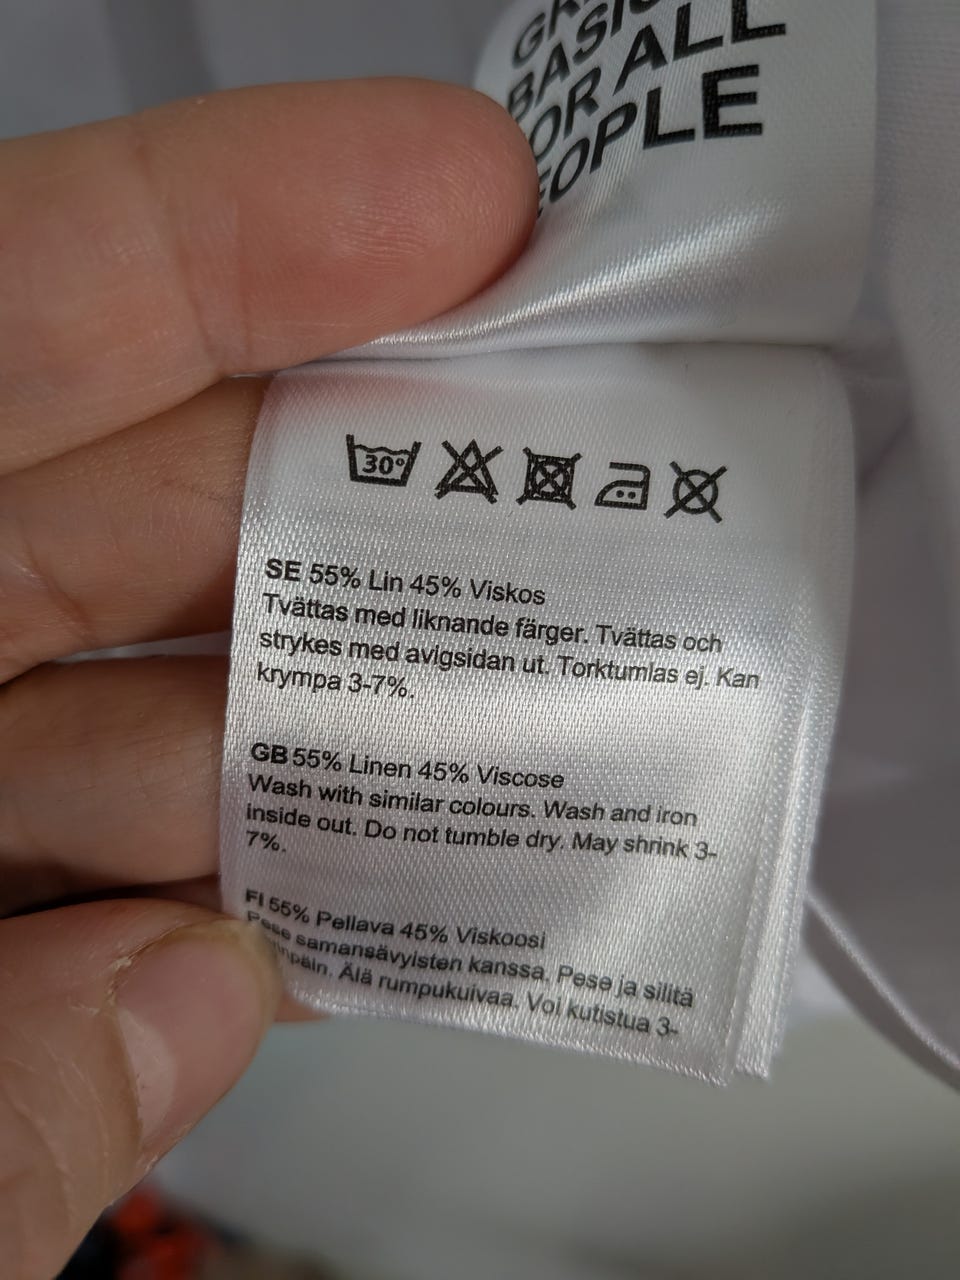 BASIC
FOR ALL
PEOPLE
30°
SE 55% Lin 45% Viskos
Tvättas med liknande färger. Tvättas och
strykes med avigsidan ut. Torktumlas ej. Kan
krympa 3-7%.
GB 55% Linen 45% Viscose
Wash with similar colours. Wash and iron
inside out. Do not tumble dry. May shrink 3-
7%.
FI 55% Pellava 45% Viskoosi
Pese samansävyisten kanssa. Pese ja silitä
Älä rumpukuivaa. Voi kutistua 3-